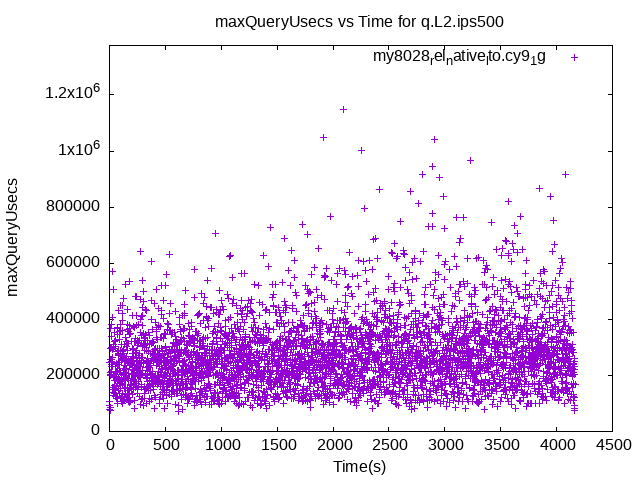 maxQueryUsecs vs Time for q.L2.ips500
my8028relnativelto.cy91g
1.2x10^6
1x10^6
800000
600000
400000
200000
0
maxQueryUsecs
0 500 1000 1500 2000 2500 3000 3500 4000 4500
Time(s)